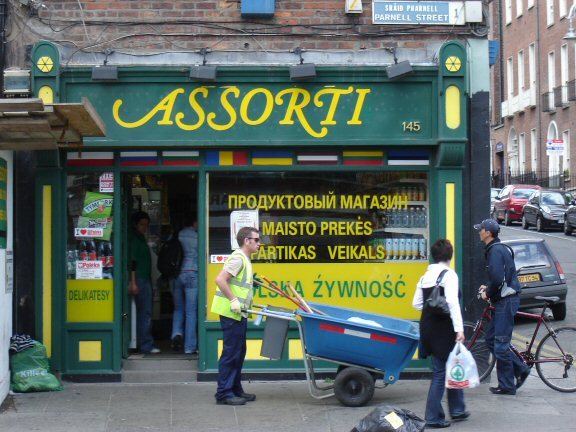 SRÁID PHARNELL
PARNELL STREET
ASSORTI
145
ПРОДУКТОВЫЙ МАГАЗИН
MAISTO PREKĖS
PARTIKAS VEIKALS
POLSKA ŻYWNOŚĆ
DELIKATESY